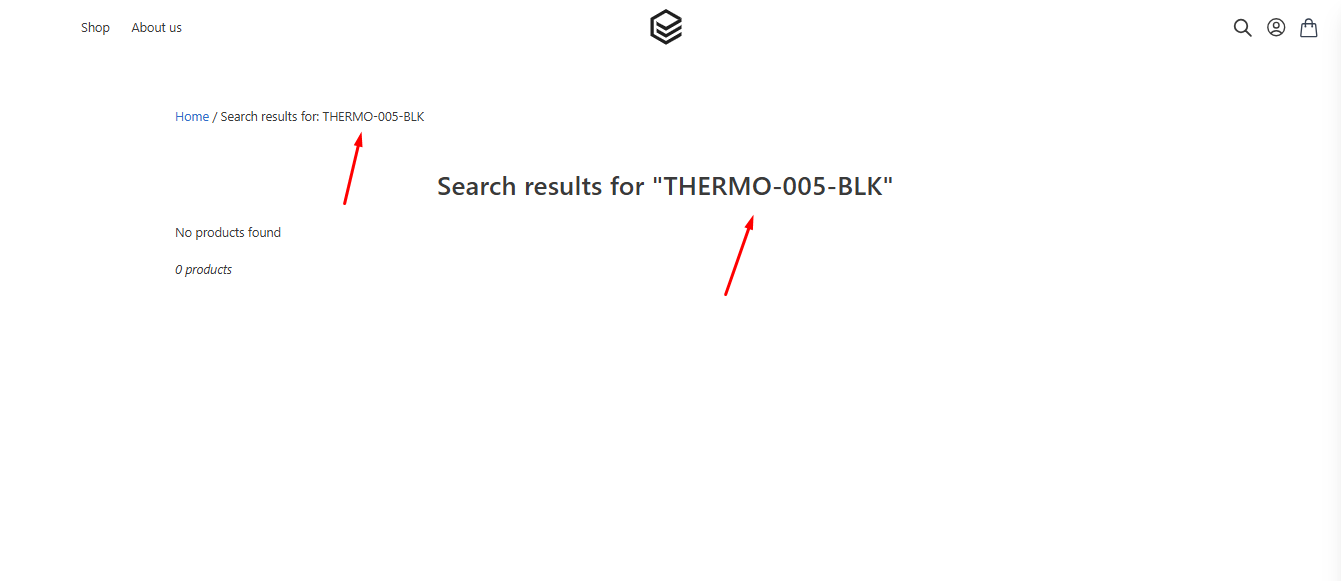 Shop About us
Home / Search results for: THERMO-005-BLK
Search results for "THERMO-005-BLK"
No products found
0 products